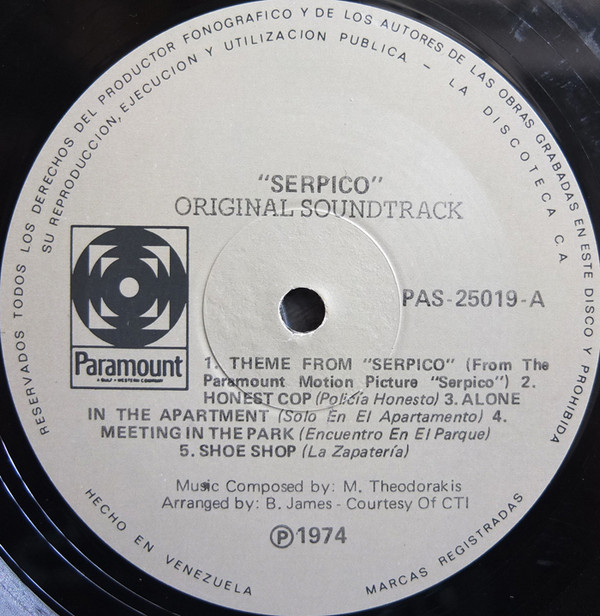 RESERVADOS TODOS LOS DERECHOS DEL PRODUCTOR FONOGRAFICO Y DE LOS AUTORES DE LAS OBRAS GRABADAS EN ESTE DISCO Y PROHIBIDA
SU REPRODUCCION, EJECUCION Y UTILIZACION PUBLICA - LA DISCOTECA C.A.
"SERPICO"
ORIGINAL SOUNDTRACK
PAS-25019-A
Paramount
A GULF + WESTERN COMPANY
1. THEME FROM "SERPICO" (From The
Paramount Motion Picture "Serpico") 2.
HONEST COP (Policía Honesto) 3. ALONE
IN THE APARTMENT (Solo En El Apartamento) 4.
MEETING IN THE PARK (Encuentro En El Parque)
5. SHOE SHOP (La Zapatería)
Music Composed by: M. Theodorakis
Arranged by: B. James - Courtesy Of CTI
Ⓟ1974
HECHO EN VENEZUELA
MARCAS REGISTRADAS